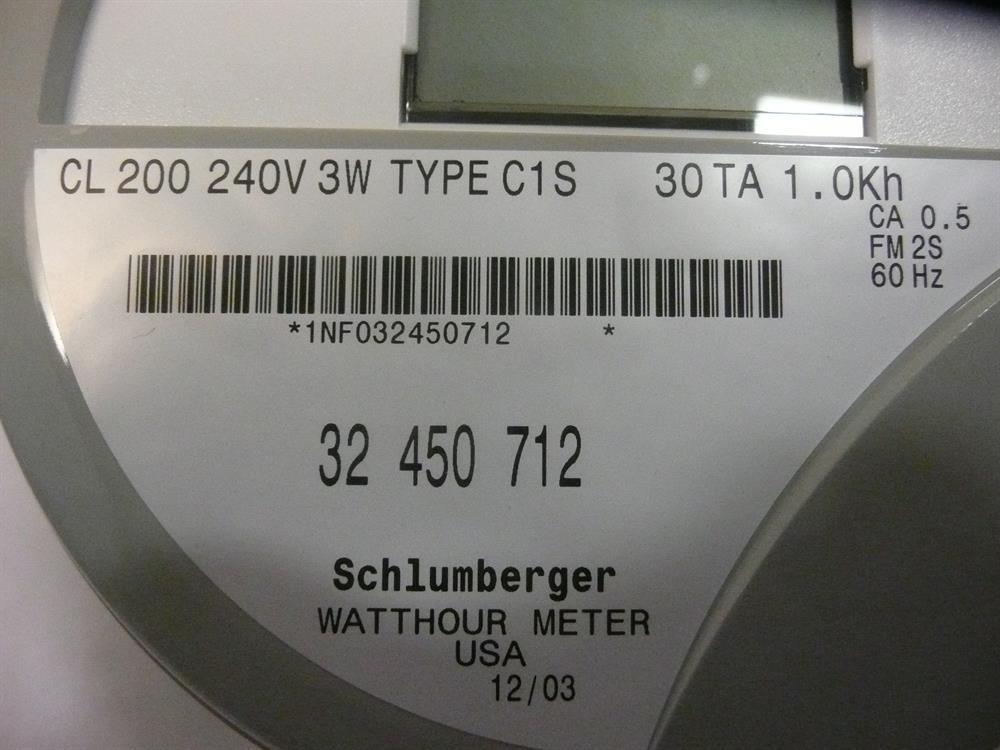 CL 200 240V 3W TYPE C1S 30 TA 1.0Kh
CA 0.5
FM 2S
60 Hz
*1NF032450712 *
32 450 712
Schlumberger
WATTHOUR METER
USA
12/03